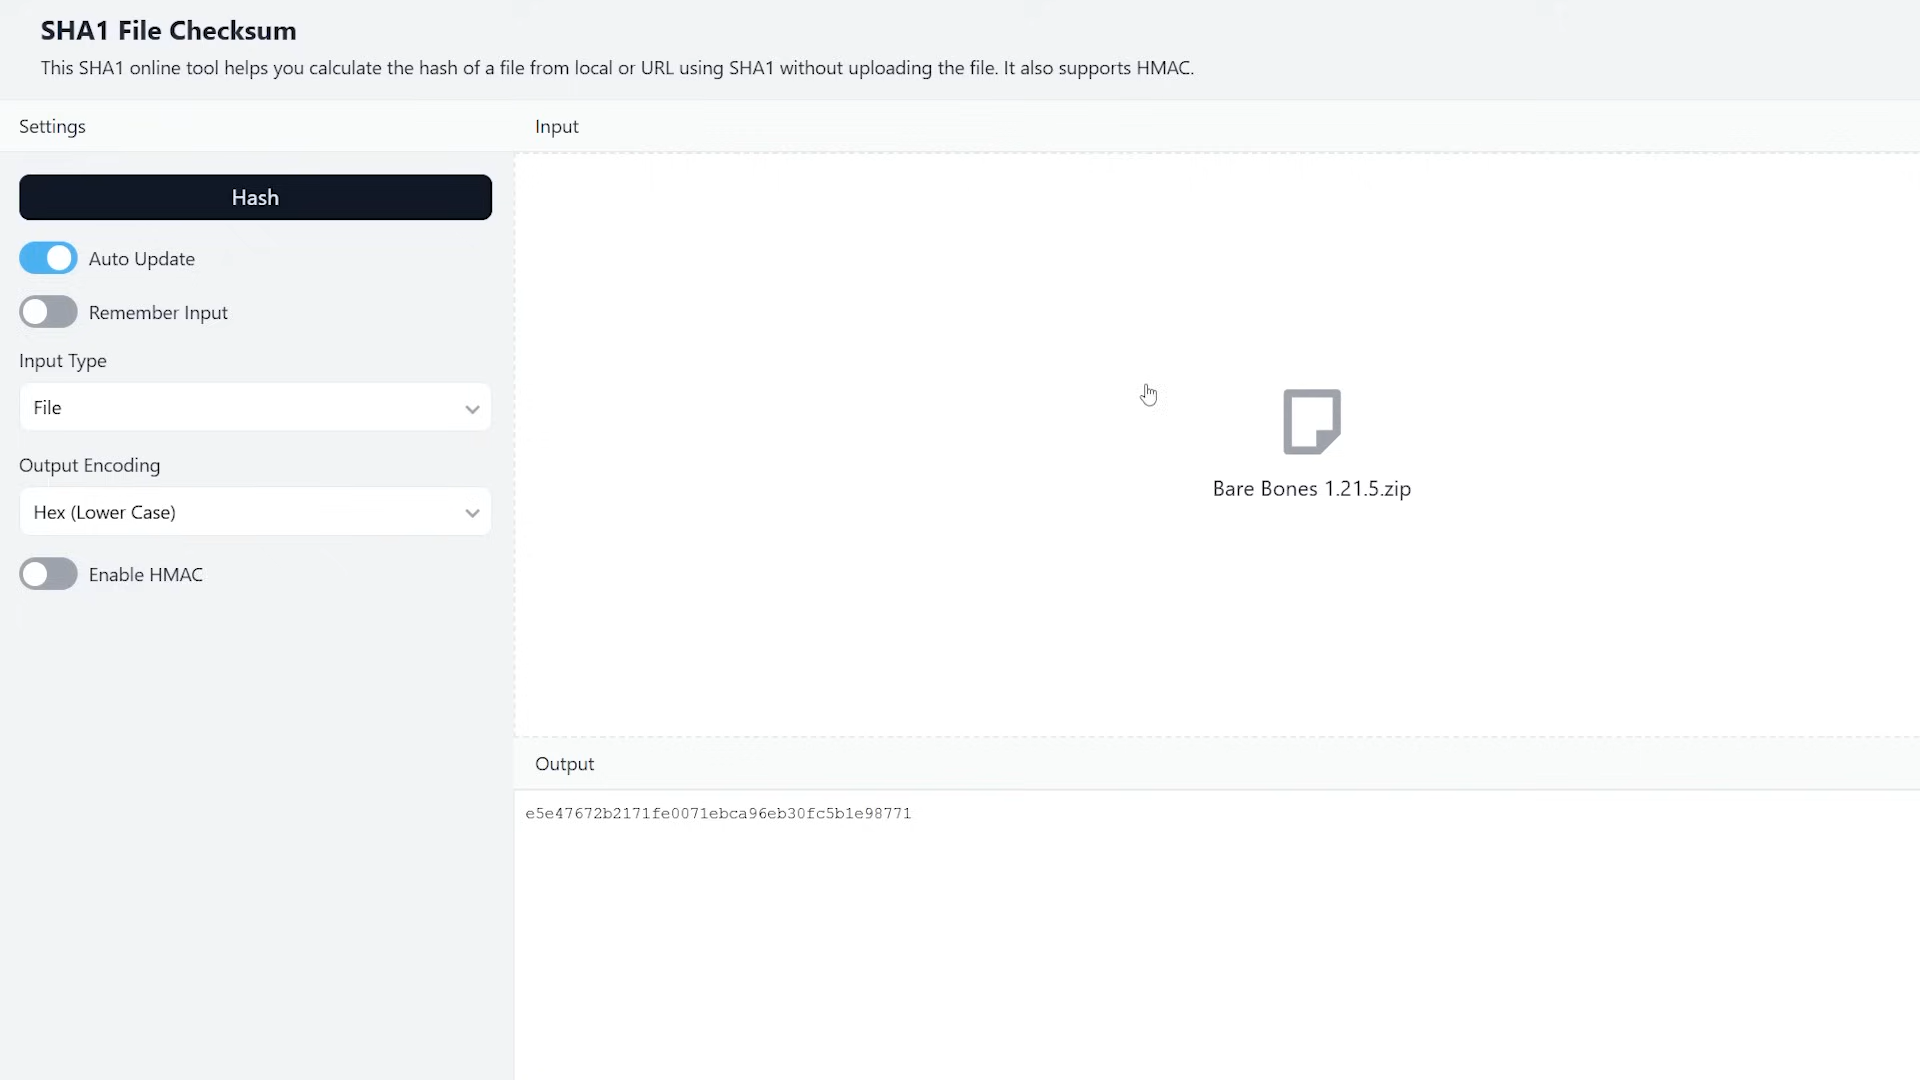 SHA1 File Checksum
This SHA1 online tool helps you calculate the hash of a file from local or URL using SHA1 without uploading the file. It also supports HMAC.
Settings
Input
Hash
Auto Update
Remember Input
Input Type
File
Output Encoding
Hex (Lower Case)
Enable HMAC
Bare Bones 1.21.5.zip
Output
e5e47672b2171fe0071ebca96eb30fc5b1e98771